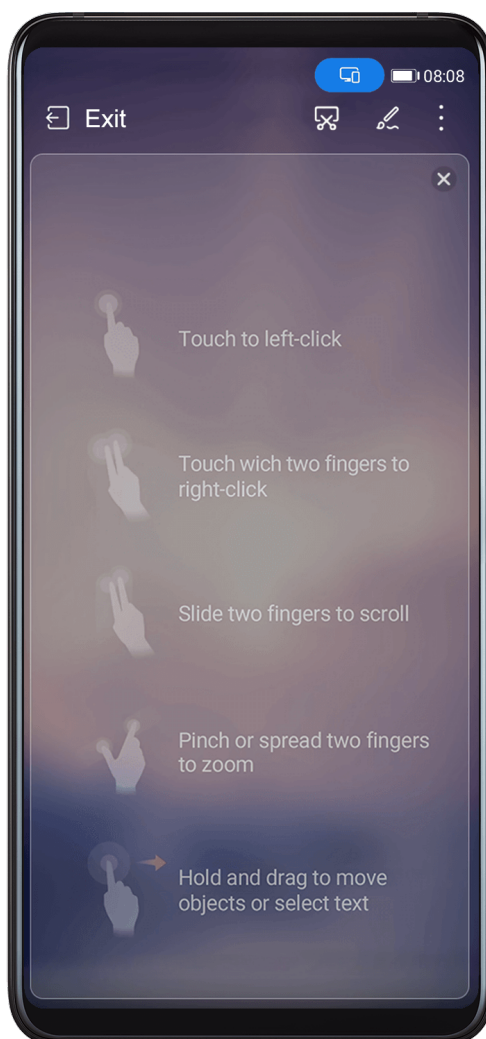 08:08
Exit
Touch to left-click
Touch wich two fingers to
right-click
Slide two fingers to scroll
Pinch or spread two fingers
to zoom
Hold and drag to move
objects or select text